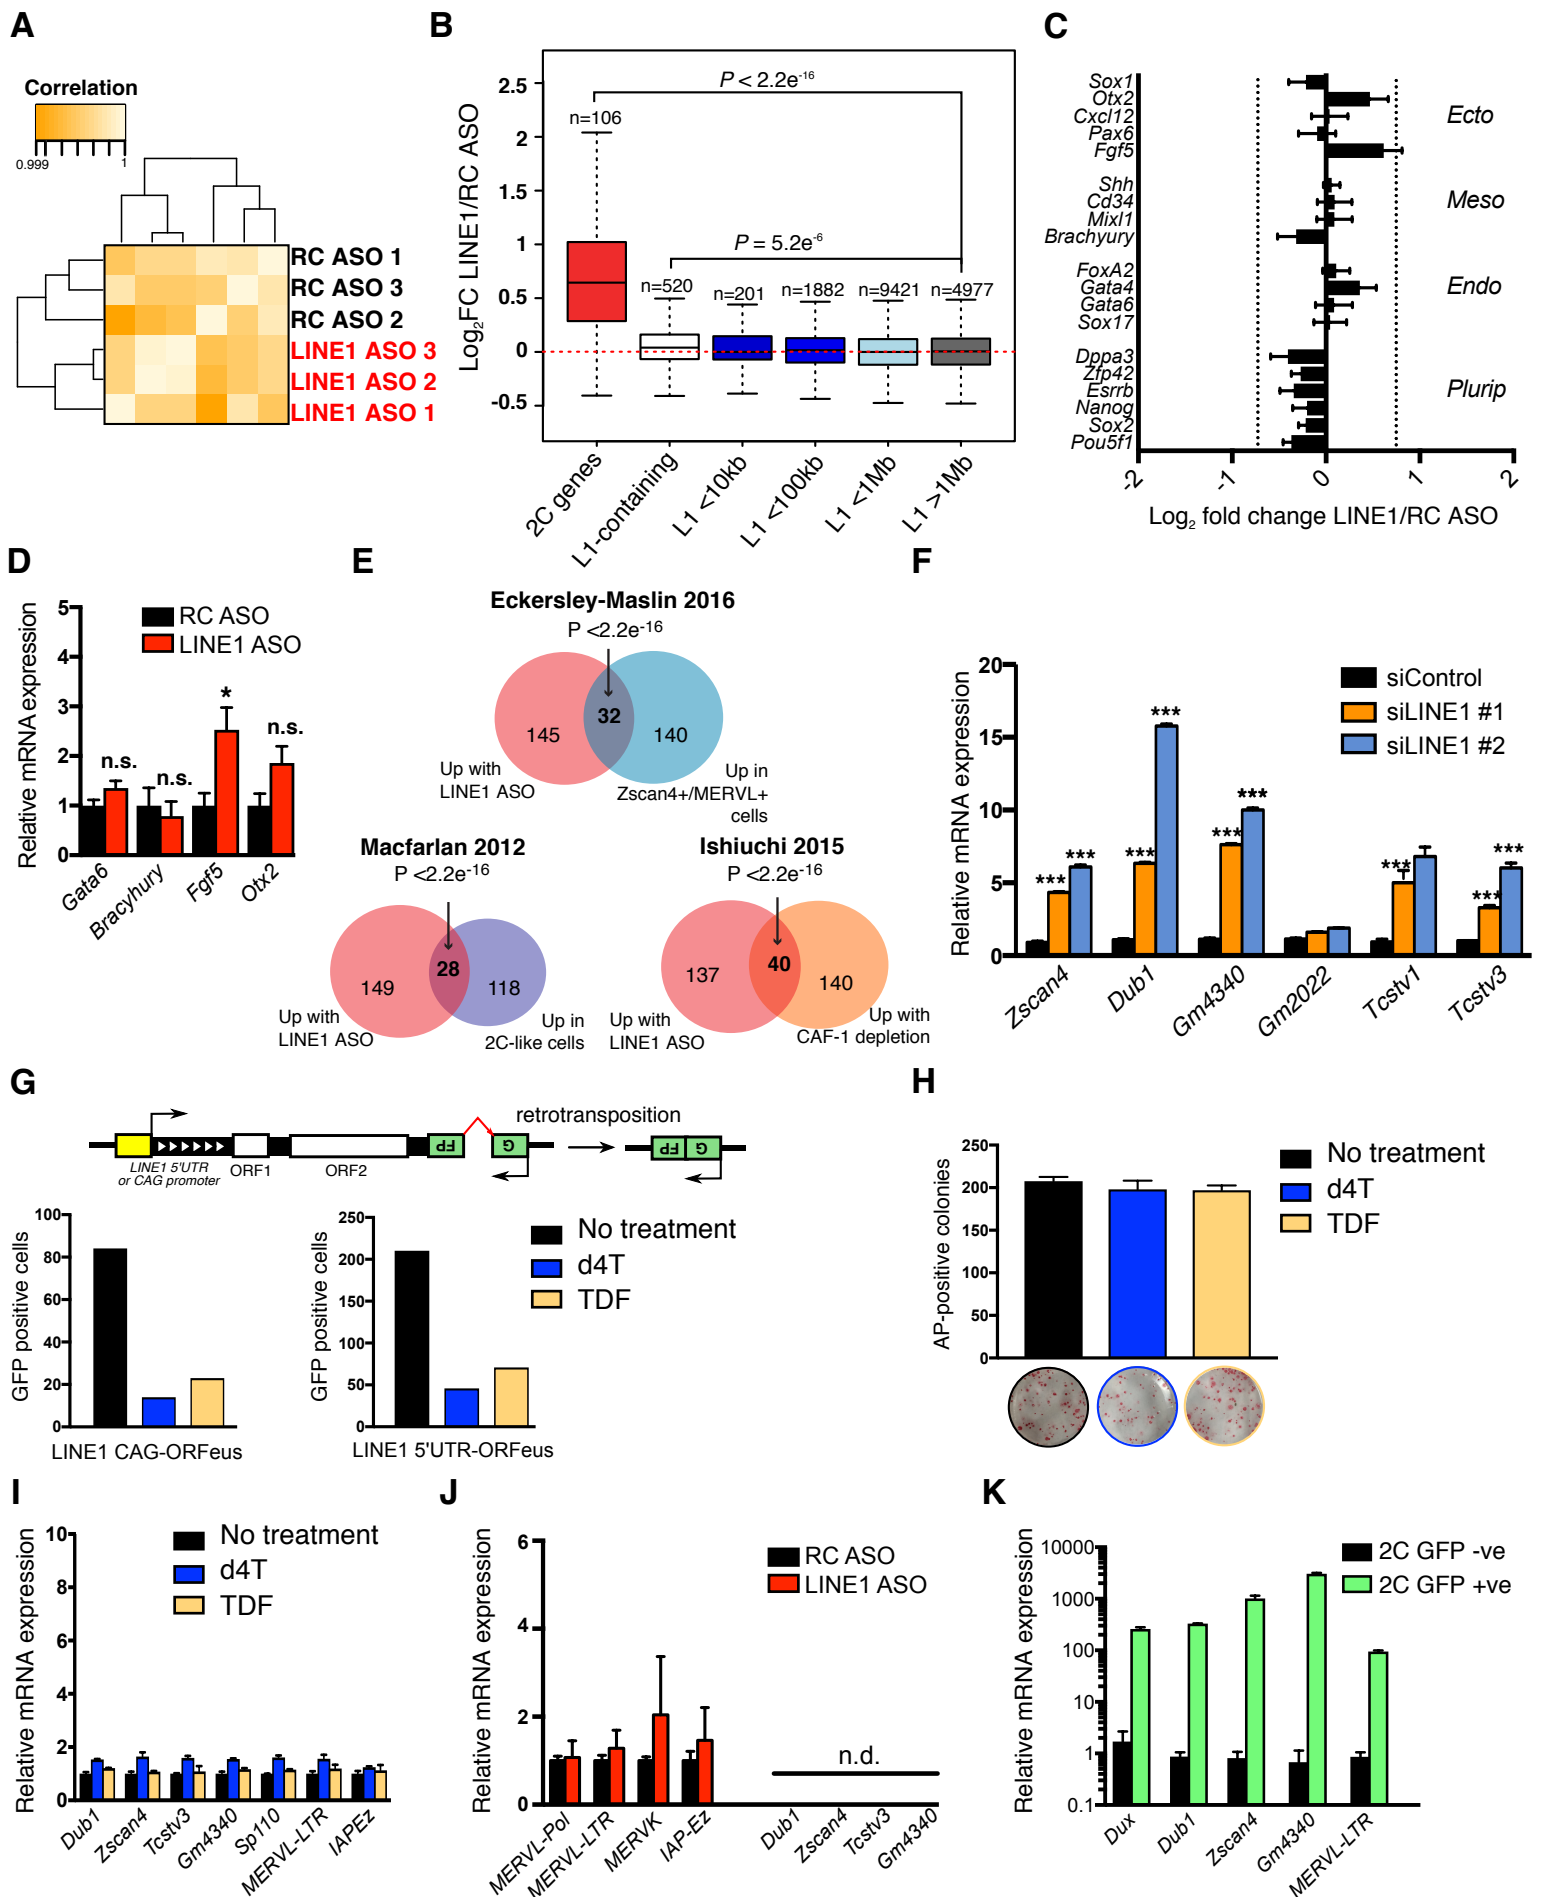 A
Correlation
0.999
1
RC ASO 1
RC ASO 3
RC ASO 2
LINE1 ASO 3
LINE1 ASO 2
LINE1 ASO 1
B
Log2FC LINE1/RC ASO
2.5
2
1.5
1
0.5
0
-0.5
P < 2.2e-16
n=106
P = 5.2e-6
n=520
n=201
n=1882
n=9421
n=4977
2C genes
L1-containing
L1 <10kb
L1 <100kb
L1 <1Mb
L1 >1Mb
C
Sox1
Otx2
Cxcl12
Pax6
Fgf5
Ecto
Shh
Cd34
Mixl1
Brachyury
Meso
FoxA2
Gata4
Gata6
Sox17
Endo
Dppa3
Zfp42
Esrrb
Nanog
Sox2
Pou5f1
Plurip
-2
-1
0
1
2
Log2 fold change LINE1/RC ASO
D
Relative mRNA expression
5
4
3
2
1
0
RC ASO
LINE1 ASO
n.s.
n.s.
*
n.s.
Gata6
Bracyhury
Fgf5
Otx2
E
Eckersley-Maslin 2016
P <2.2e-16
145
32
140
Up with
LINE1 ASO
Up in
Zscan4+/MERVL+
cells
Macfarlan 2012
P <2.2e-16
149
28
118
Up with
LINE1 ASO
Up in
2C-like cells
Ishiuchi 2015
P <2.2e-16
137
40
140
Up with
LINE1 ASO
Up with
CAF-1 depletion
F
Relative mRNA expression
20
15
10
5
0
siControl
siLINE1 #1
siLINE1 #2
***
***
***
***
***
***
***
***
***
Zscan4
Dub1
Gm4340
Gm2022
Tcstv1
Tcstv3
G
retrotransposition
LINE1 5'UTR
or CAG promoter
ORF1
ORF2
FP
G
FP
G
GFP positive cells
100
80
60
40
20
0
LINE1 CAG-ORFeus
GFP positive cells
250
200
150
100
50
0
LINE1 5'UTR-ORFeus
No treatment
d4T
TDF
H
AP-positive colonies
250
200
150
100
50
0
No treatment
d4T
TDF
I
Relative mRNA expression
10
8
6
4
2
0
No treatment
d4T
TDF
Dub1
Zscan4
Tcstv3
Gm4340
Sp110
MERVL-LTR
IAPEz
J
Relative mRNA expression
6
4
2
0
RC ASO
LINE1 ASO
n.d.
MERVL-Pol
MERVL-LTR
MERVK
IAP-Ez
Dub1
Zscan4
Tcstv3
Gm4340
K
Relative mRNA expression
10000
1000
100
10
1
0.1
2C GFP -ve
2C GFP +ve
Dux
Dub1
Zscan4
Gm4340
MERVL-LTR